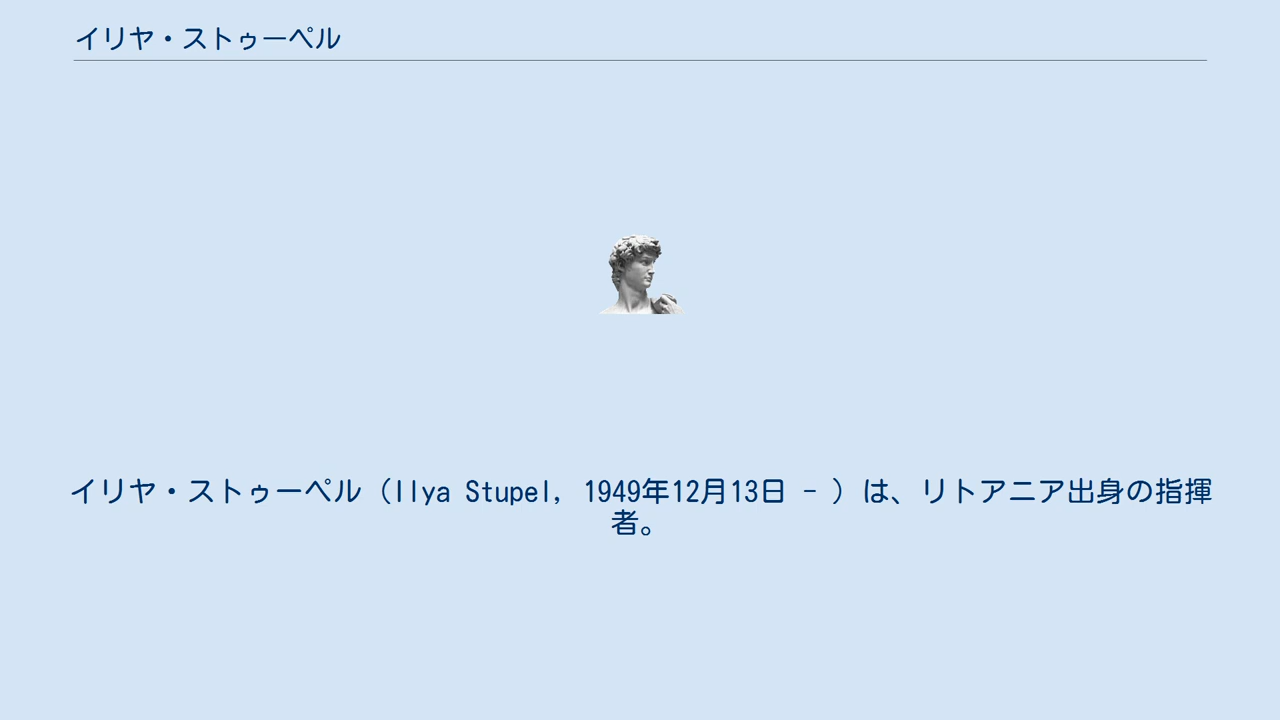 イリヤ・ストゥーペル
イリヤ・ストゥーペル（Ilya Stupel, 1949年12月13日 - ）は、リトアニア出身の指揮
者。